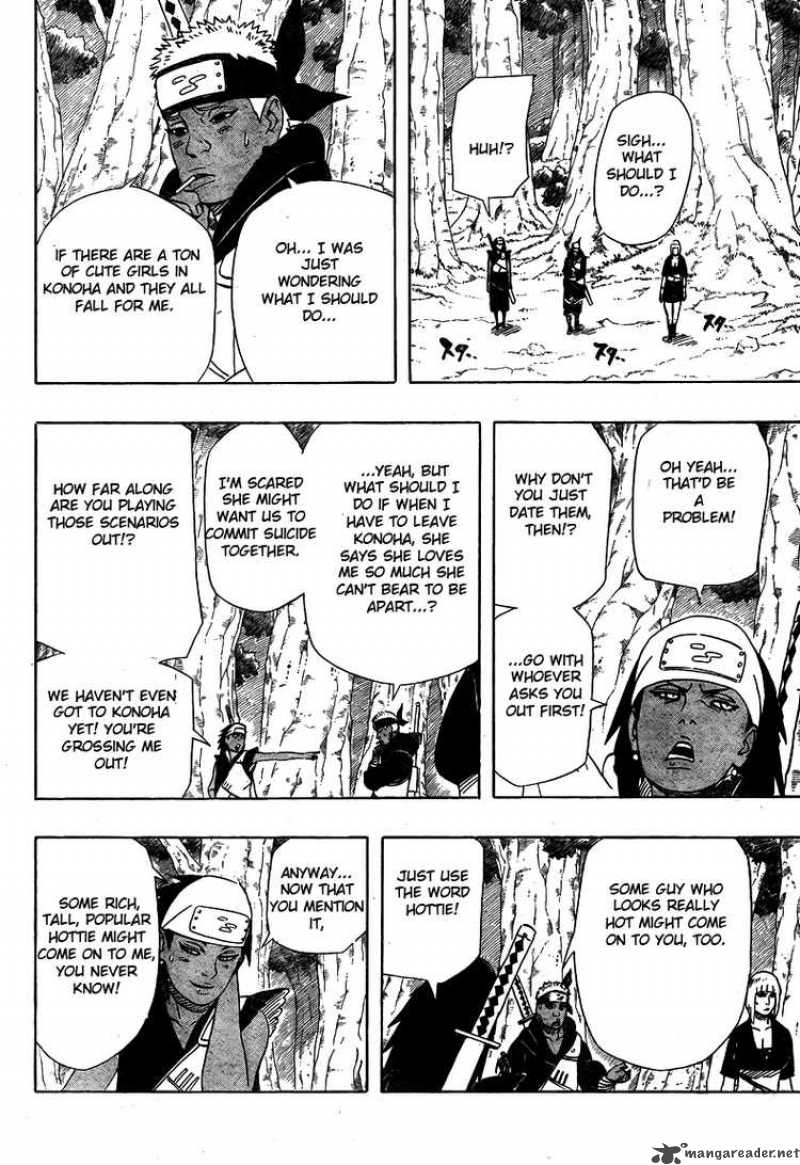 SIGH...
WHAT
SHOULD I
DO...?
HUH!?
スタ..
スタ..
スタ..
OH... I WAS
JUST
WONDERING
WHAT I SHOULD
DO...
IF THERE ARE A TON
OF CUTE GIRLS IN
KONOHA AND THEY ALL
FALL FOR ME.
OH YEAH...
THAT'D BE
A
PROBLEM!
WHY DON'T
YOU JUST
DATE THEM,
THEN!?
...GO WITH
WHOEVER
ASKS YOU
OUT FIRST!
...YEAH, BUT
WHAT SHOULD I
DO IF WHEN I
HAVE TO LEAVE
KONOHA, SHE
SAYS SHE LOVES
ME SO MUCH SHE
CAN'T BEAR TO BE
APART...?
I'M SCARED
SHE MIGHT
WANT US TO
COMMIT SUICIDE
TOGETHER.
HOW FAR ALONG
ARE YOU PLAYING
THOSE SCENARIOS
OUT!?
WE HAVEN'T EVEN
GOT TO KONOHA
YET! YOU'RE
GROSSING ME
OUT!
SOME GUY WHO
LOOKS REALLY
HOT MIGHT COME
ON TO YOU, TOO.
JUST USE
THE WORD
HOTTIE!
ANYWAY...
NOW THAT
YOU MENTION
IT,
SOME RICH,
TALL, POPULAR
HOTTIE MIGHT
COME ON TO ME,
YOU NEVER
KNOW!
mangareader.net